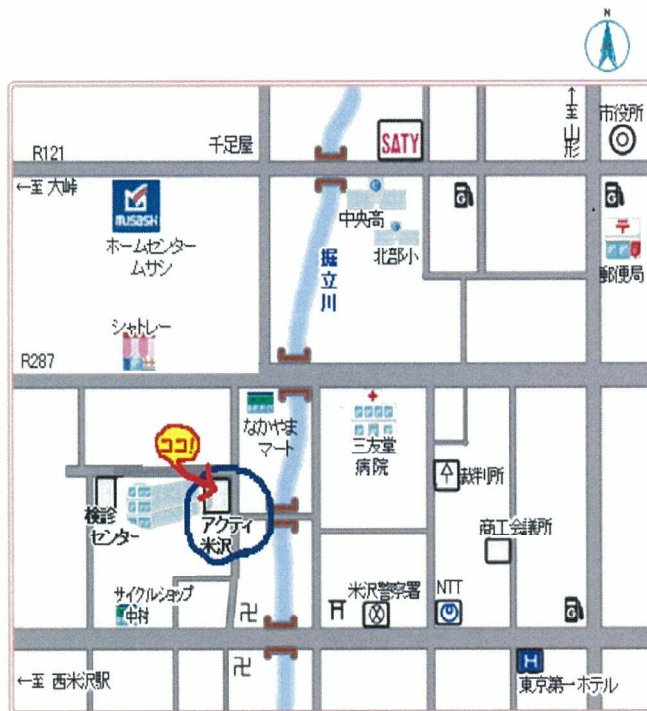 N
千足屋
SATY
←至 山形
市役所
R121
←至 大峠
MUSASHI
ホームセンター
ムサシ
中央高
北部小
G
G
〒
郵便局
掘立川
シャトレー
R287
なかやま
マート
三友堂
病院
ココ!
裁判所
検診
センター
アクティ
米沢
商工会議所
サイクルショップ
中村
卍
米沢警察署
NTT
G
卍
←至 西米沢駅
H
東京第一ホテル